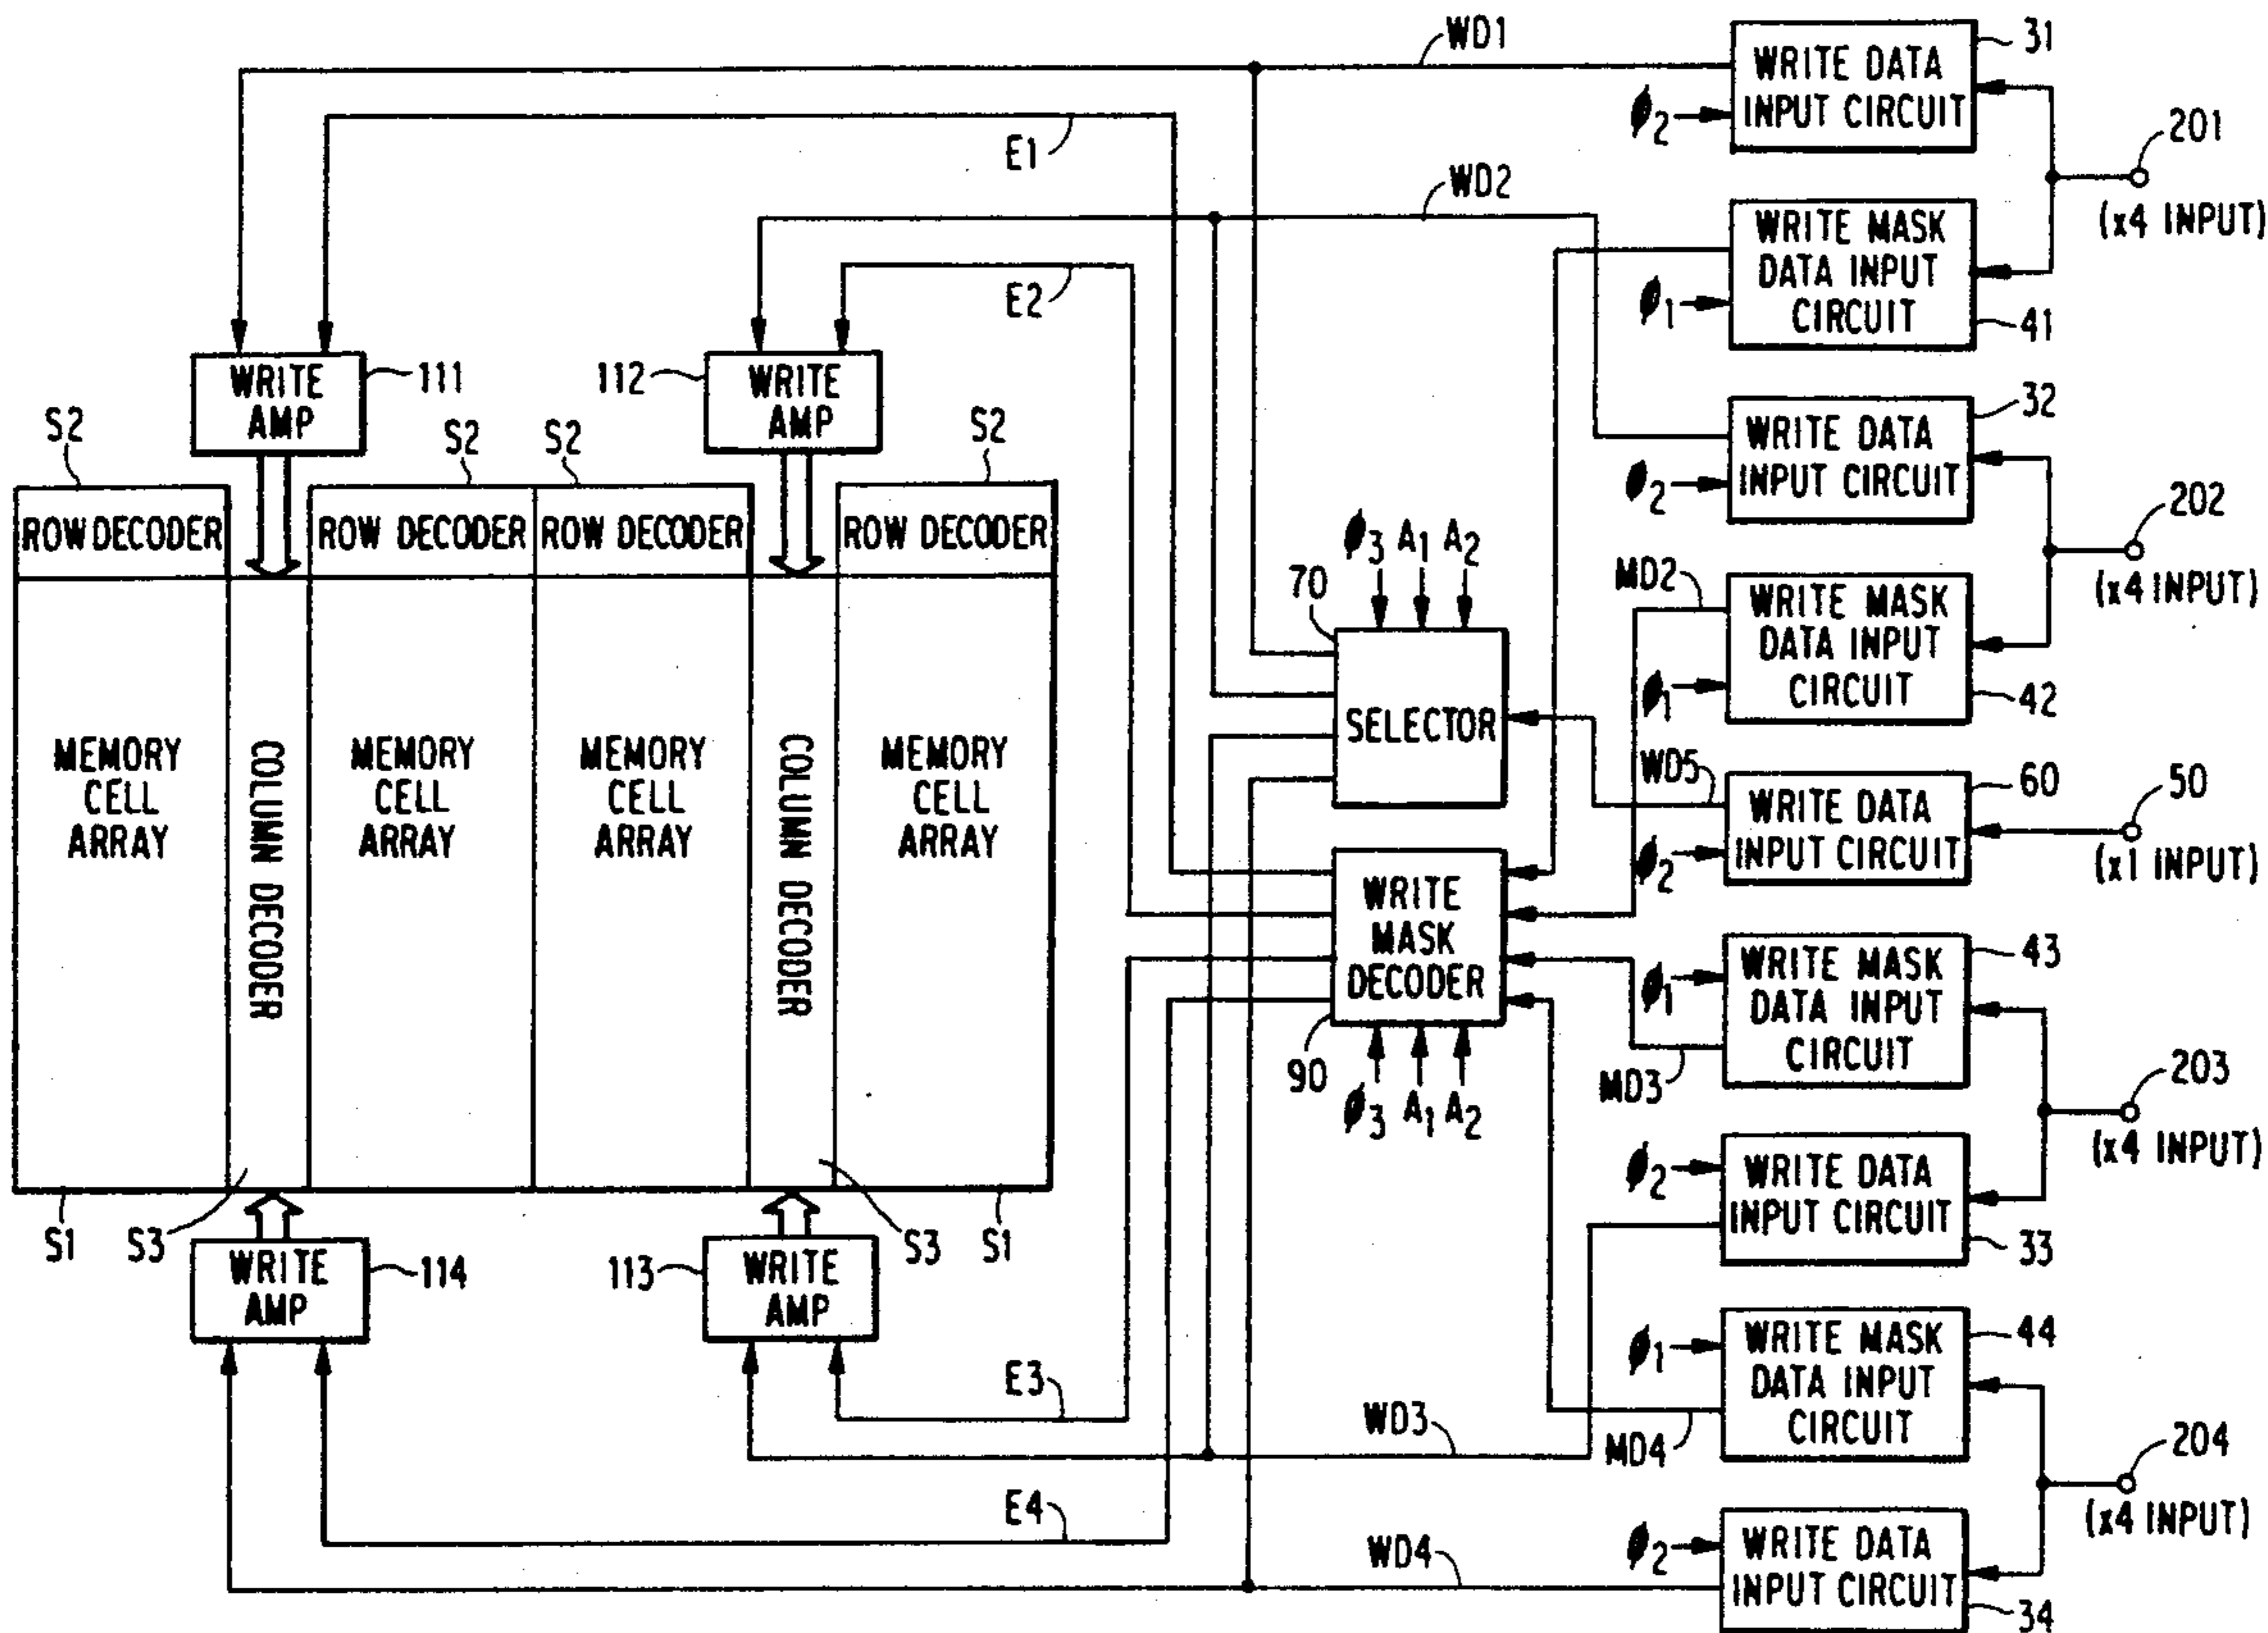 WD1
WRITE DATA
INPUT CIRCUIT
31
ϕ2
201
(x4 INPUT)
E1
WRITE MASK
DATA INPUT
CIRCUIT
ϕ1
41
WD2
E2
WRITE
AMP
111
112
WRITE
AMP
WRITE DATA
INPUT CIRCUIT
32
ϕ2
202
(x4 INPUT)
S2
S2
S2
S2
ROW DECODER
ROW DECODER
ROW DECODER
ROW DECODER
MD2
WRITE MASK
DATA INPUT
CIRCUIT
ϕ1
42
ϕ3 A1 A2
70
SELECTOR
MEMORY
CELL
ARRAY
COLUMN DECODER
MEMORY
CELL
ARRAY
MEMORY
CELL
ARRAY
COLUMN DECODER
MEMORY
CELL
ARRAY
WD5
WRITE DATA
INPUT CIRCUIT
60
ϕ2
50
(x1 INPUT)
WRITE
MASK
DECODER
90
ϕ3 A1 A2
WRITE MASK
DATA INPUT
CIRCUIT
43
ϕ1
MD3
203
(x4 INPUT)
WRITE DATA
INPUT CIRCUIT
ϕ2
33
S1
S3
S3
S1
WRITE
AMP
114
113
WRITE
AMP
E3
WD3
MD4
WRITE MASK
DATA INPUT
CIRCUIT
44
ϕ1
204
(x4 INPUT)
E4
WD4
WRITE DATA
INPUT CIRCUIT
ϕ2
34